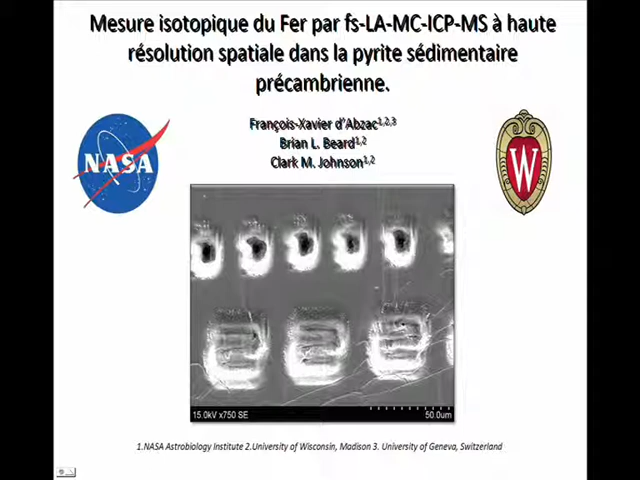 Mesure isotopique du Fer par fs-LA-MC-ICP-MS à haute
résolution spatiale dans la pyrite sédimentaire
précambrienne.
François-Xavier d'Abzac1,2,3
Brian L. Beard1,2
Clark M. Johnson1,2
NASA
W
15.0kV x750 SE
50.0um
1.NASA Astrobiology Institute 2.University of Wisconsin, Madison 3. University of Geneva, Switzerland